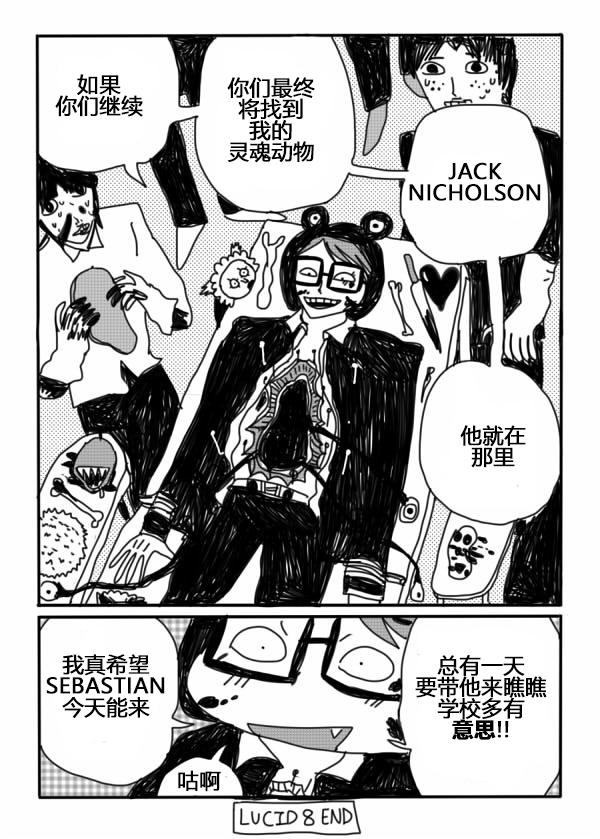 如果
你们继续
你们最终
将找到
我的
灵魂动物
JACK
NICHOLSON
他就在
那里
我真希望
SEBASTIAN
今天能来
总有一天
要带他来瞧瞧
学校多有
意思!!
咕啊
LUCID 8 END